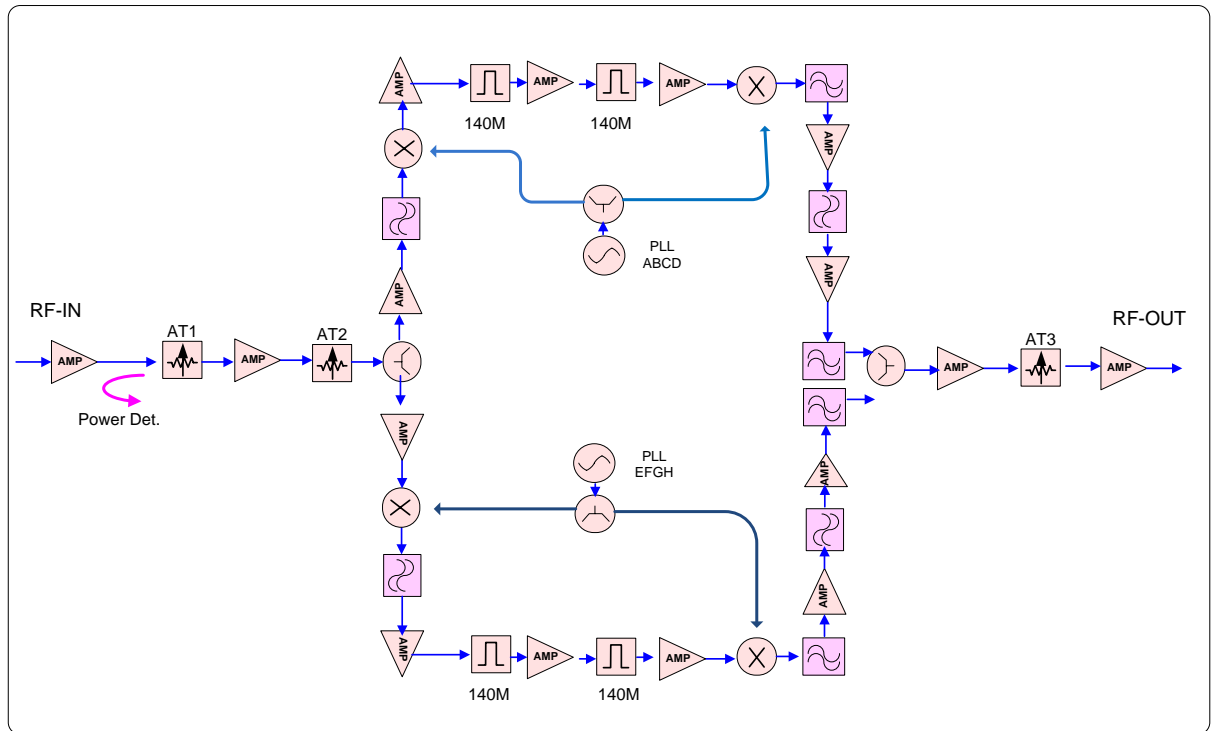 AMP
AMP
AMP
140M
140M
AMP
PLL
ABCD
AMP
AMP
RF-IN
AT1
AT2
AT3
RF-OUT
AMP
AMP
AMP
AMP
Power Det.
AMP
PLL
EFGH
AMP
AMP
AMP
AMP
AMP
140M
140M